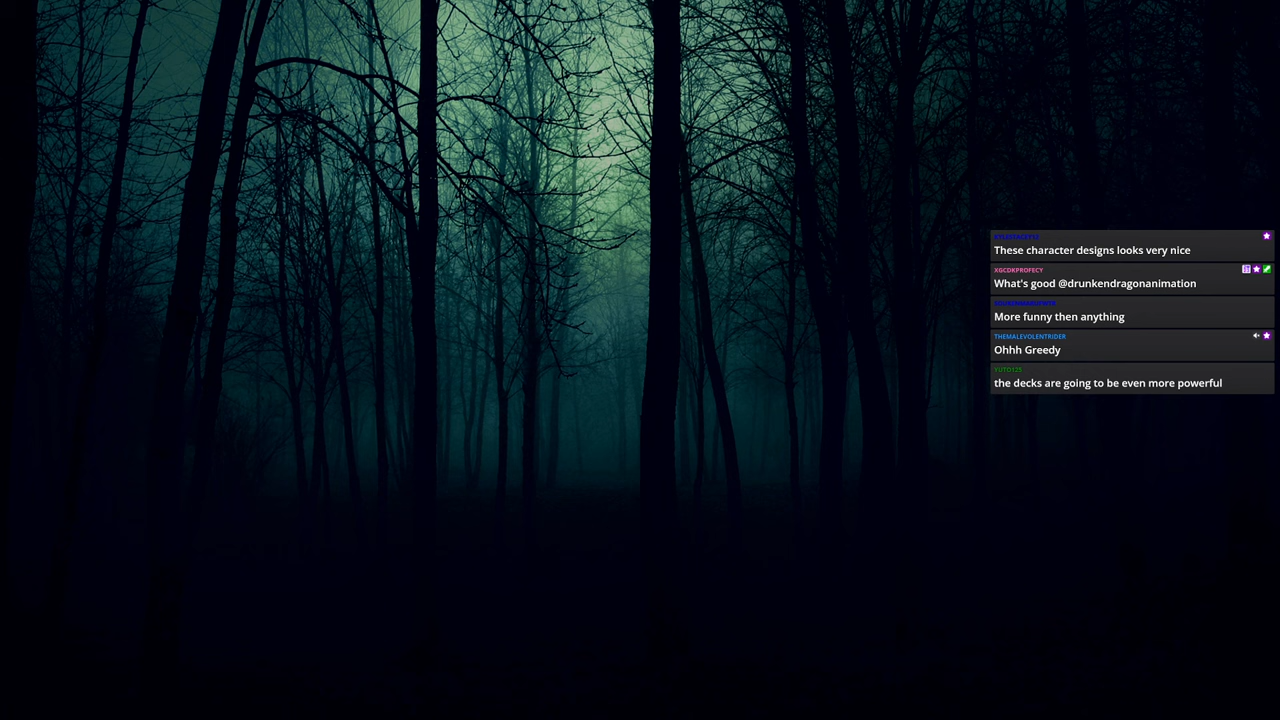 These character designs looks very nice
XGCDKPROFECY
What's good @drunkendragonanimation
More funny then anything
THEMALEVOLENTRIDER
Ohhh Greedy
YUTO125
the decks are going to be even more powerful